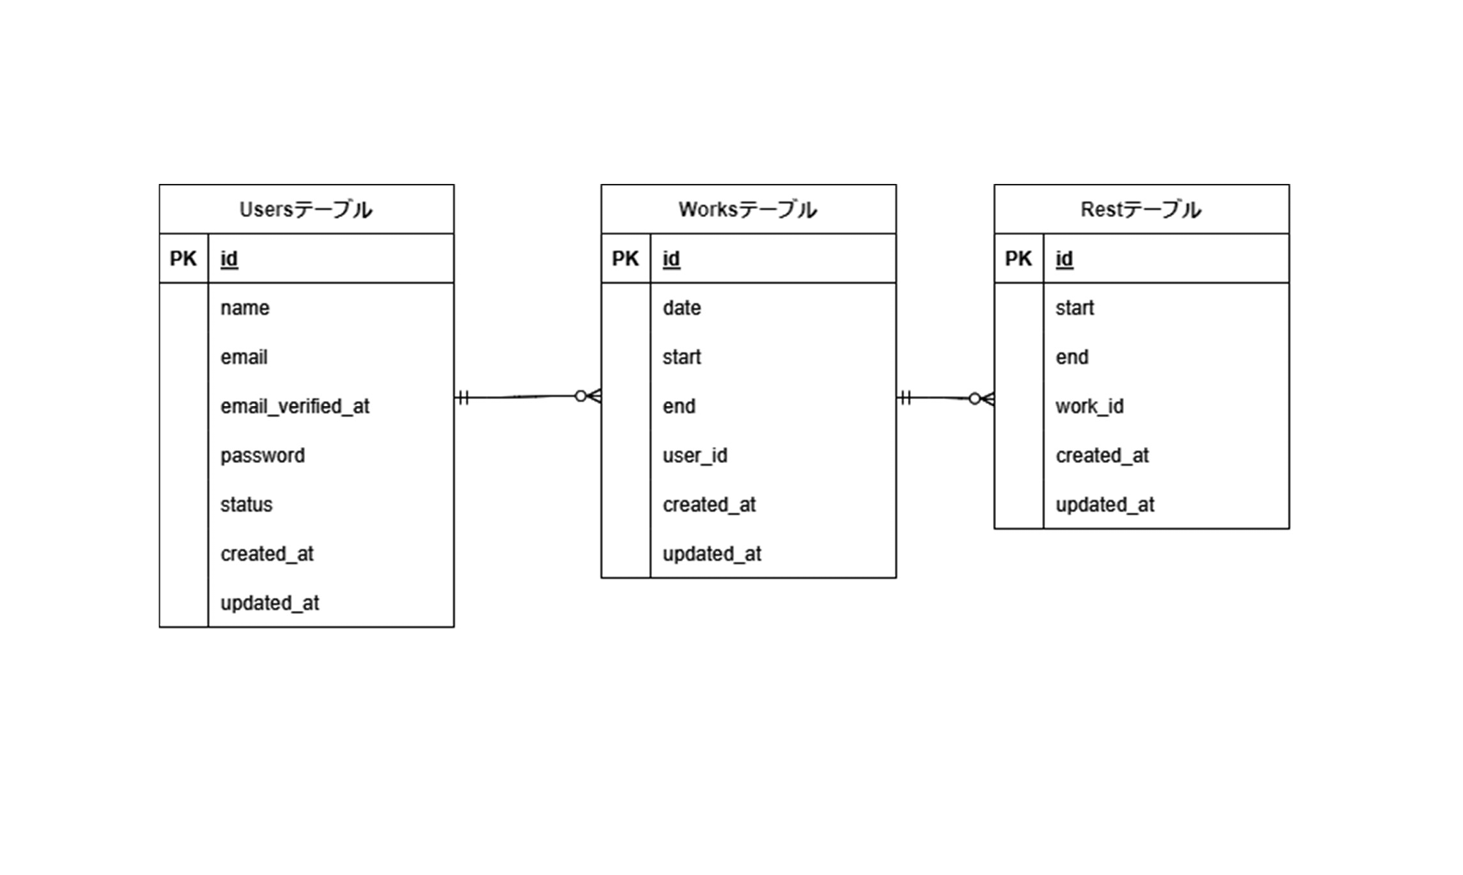 Usersテーブル
PK id
name
email
email_verified_at
password
status
created_at
updated_at
Worksテーブル
PK id
date
start
end
user_id
created_at
updated_at
Restテーブル
PK id
start
end
work_id
created_at
updated_at